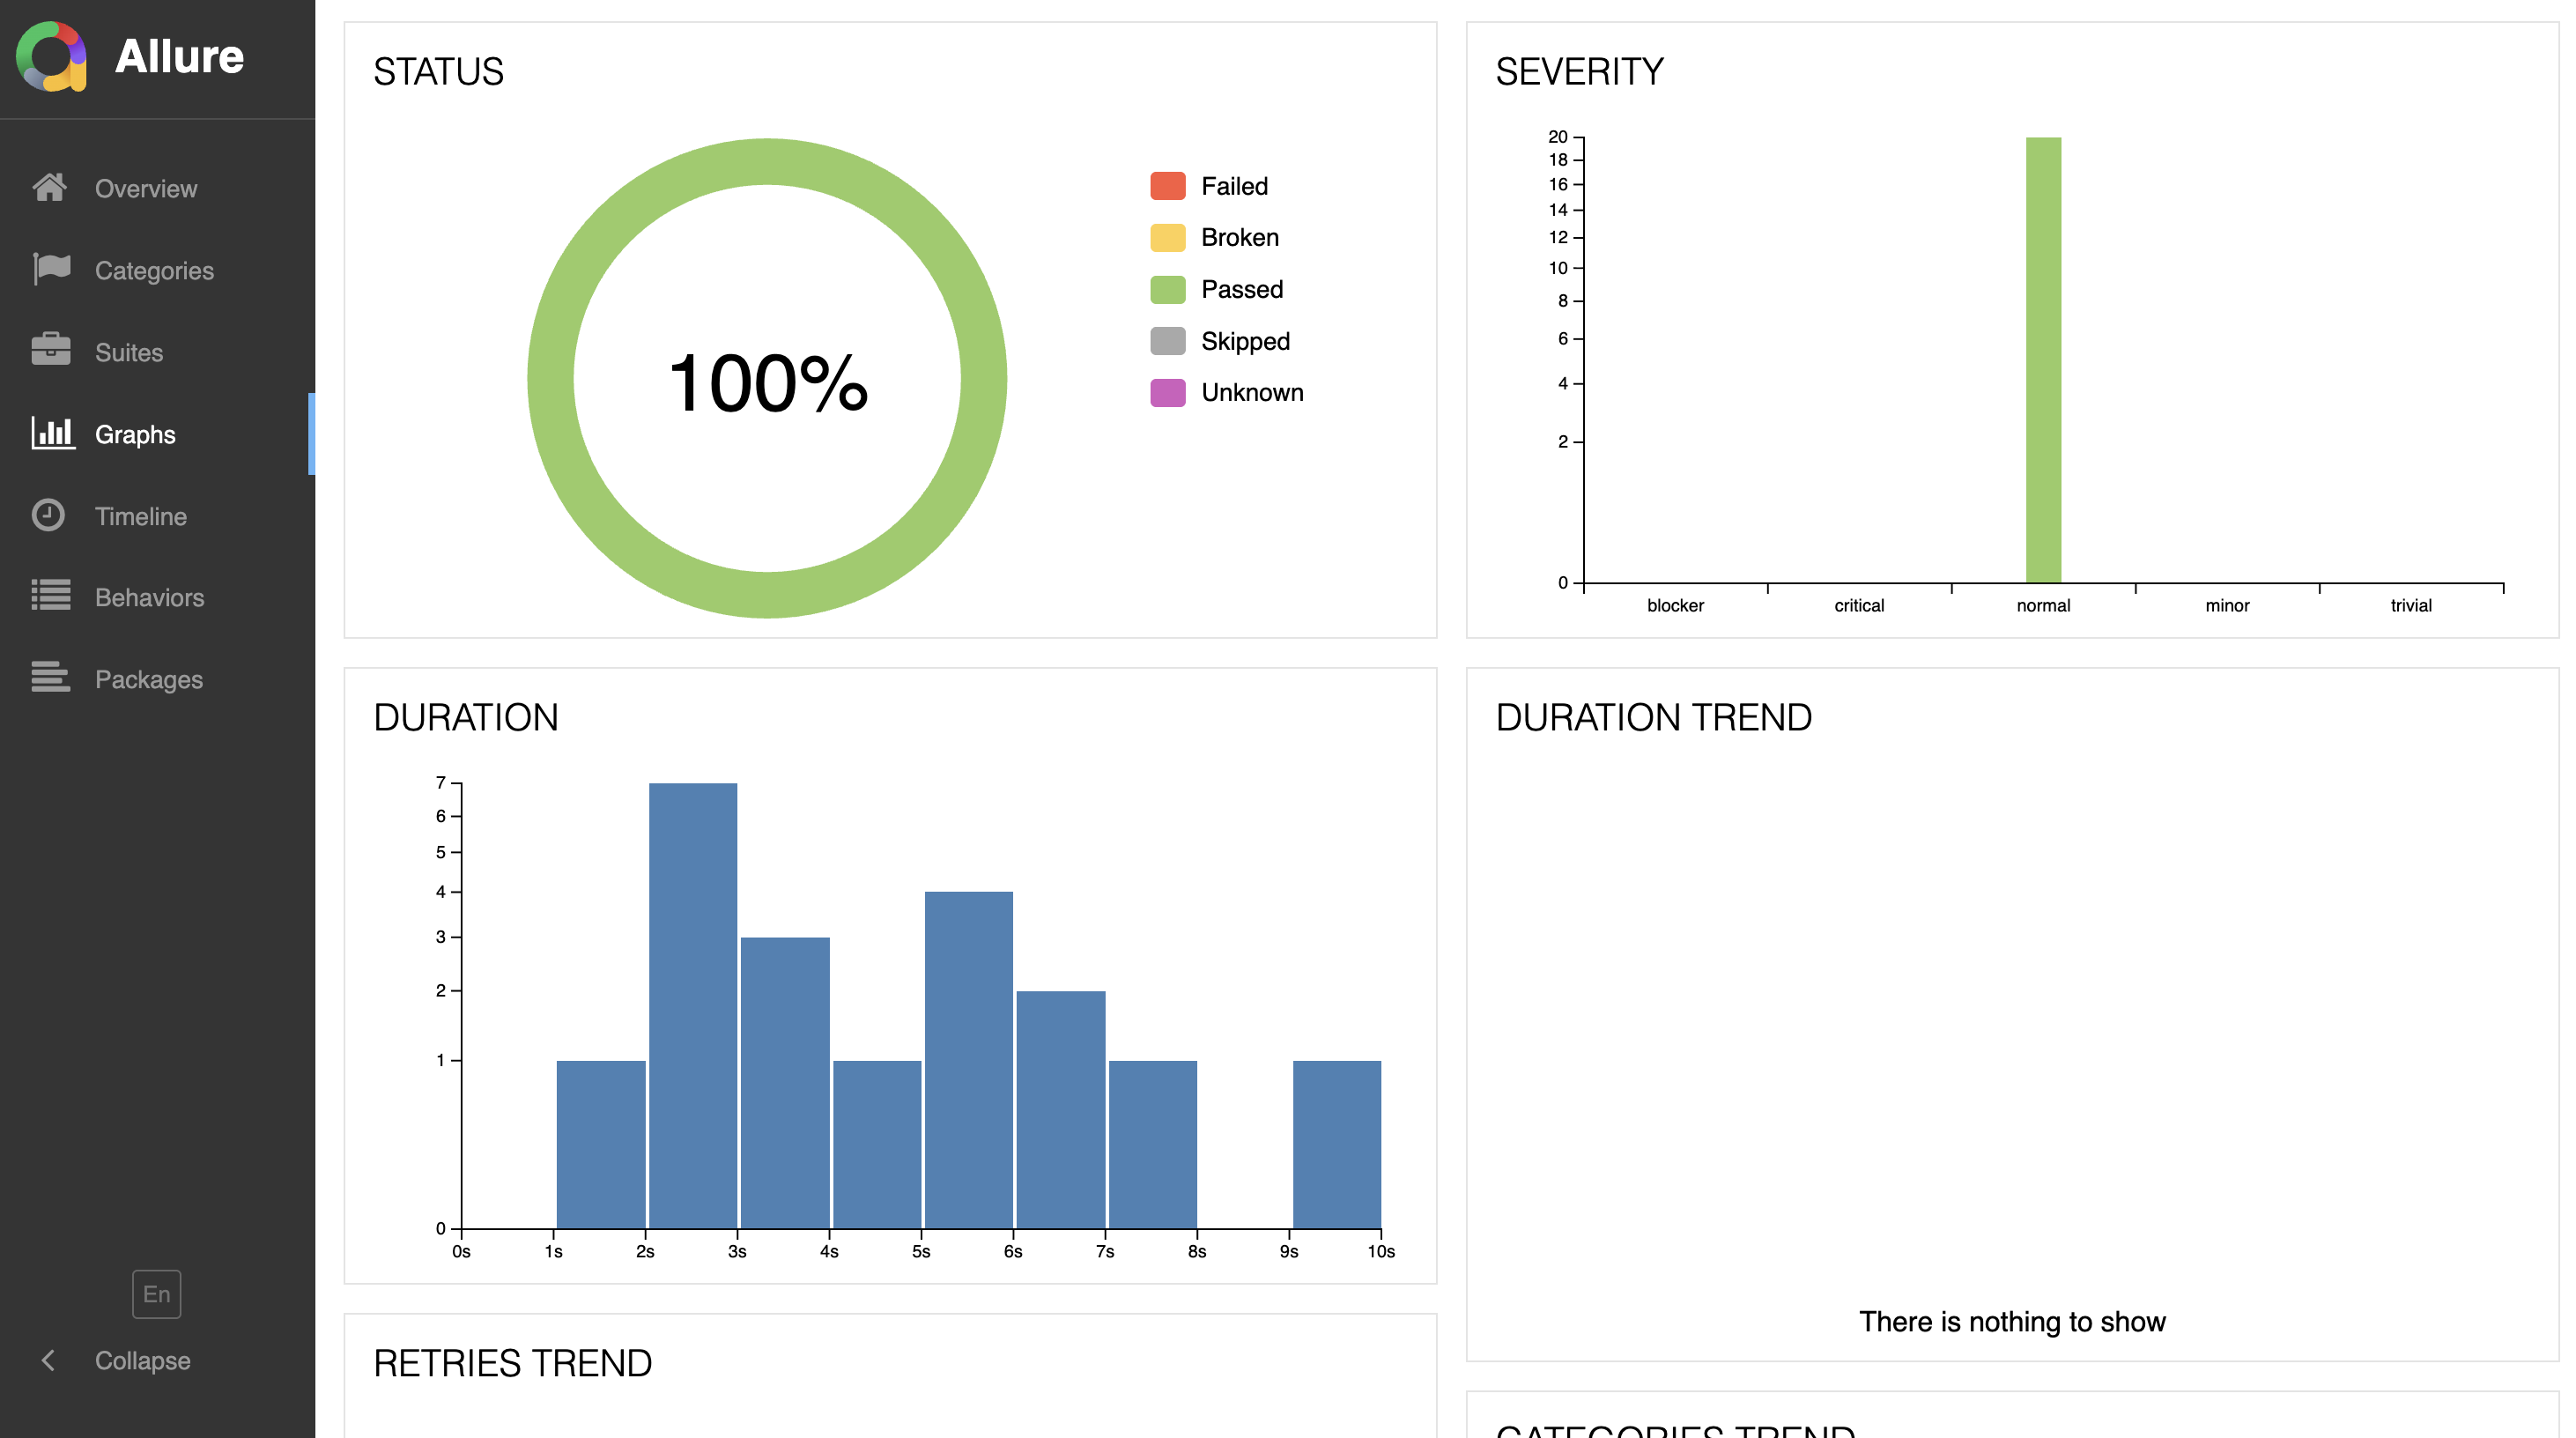 Allure
Overview
Categories
Suites
Graphs
Timeline
Behaviors
Packages
En
Collapse
STATUS
100%
Failed
Broken
Passed
Skipped
Unknown
SEVERITY
20
18
16
14
12
10
8
6
4
2
0
blocker critical normal minor trivial
DURATION
7
6
5
4
3
2
1
0
0s 1s 2s 3s 4s 5s 6s 7s 8s 9s 10s
DURATION TREND
There is nothing to show
RETRIES TREND
CATEGORIES TREND